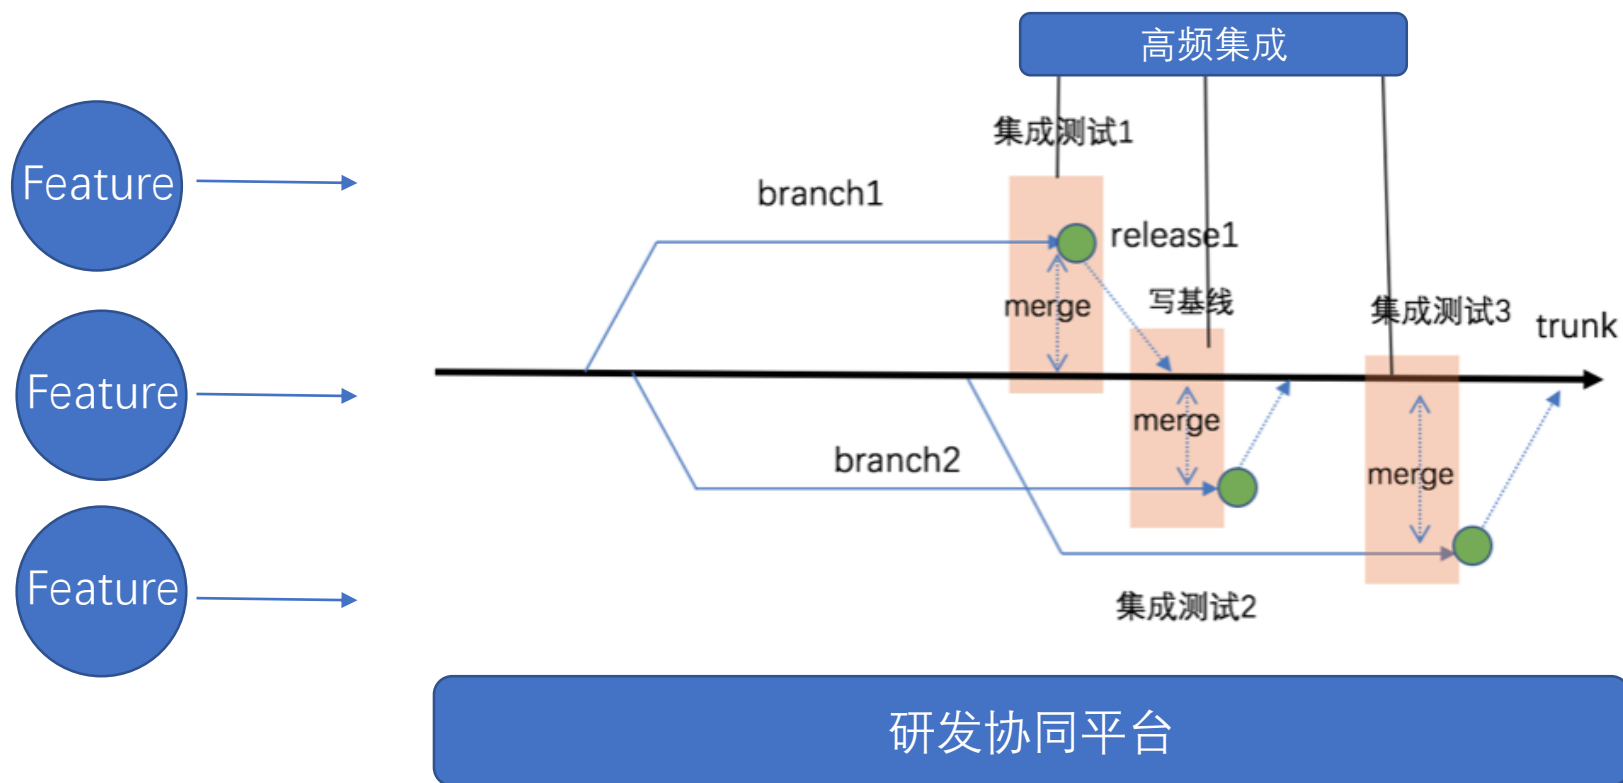 高频集成
集成测试1
Feature
branch1
release1
merge
写基线
集成测试3
trunk
Feature
merge
branch2
merge
Feature
集成测试2
研发协同平台